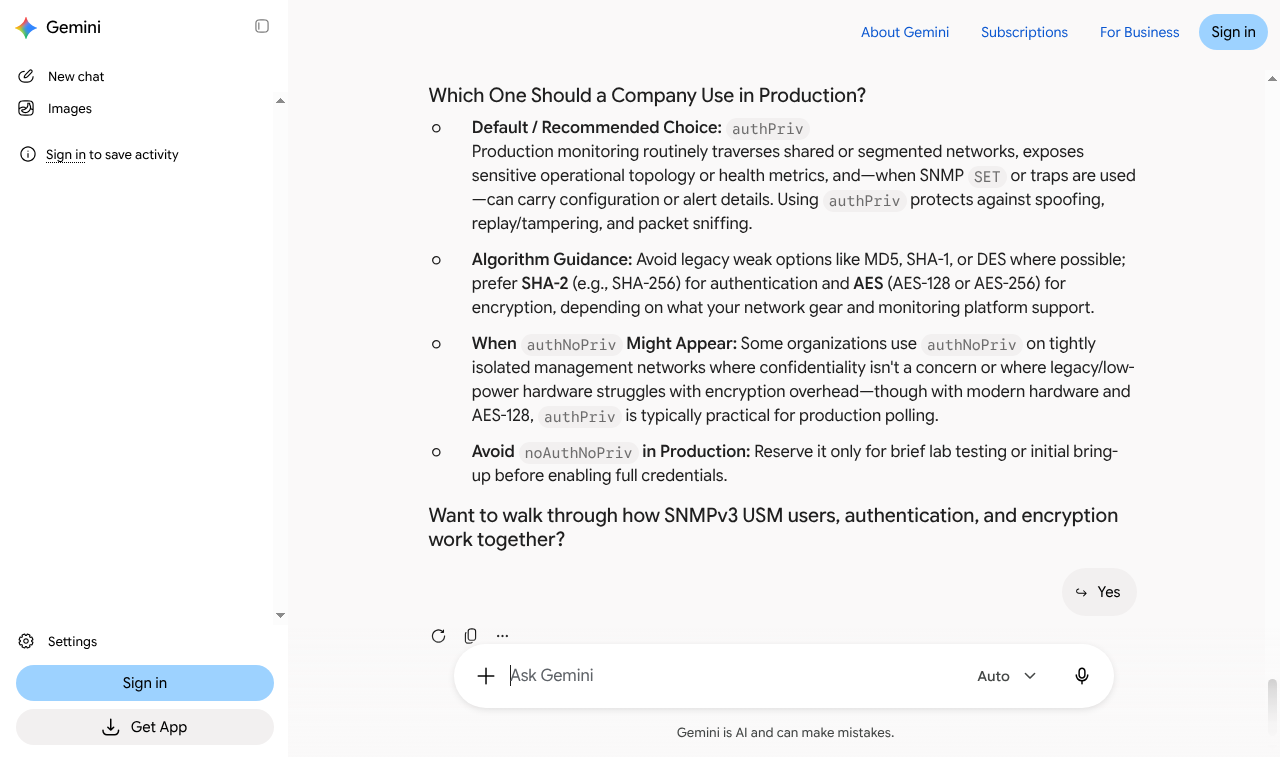 Gemini
New chat
Images
Sign in to save activity
Settings
Sign in
Get App
About Gemini
Subscriptions
For Business
Sign in
Which One Should a Company Use in Production?
Default / Recommended Choice: authPriv
Production monitoring routinely traverses shared or segmented networks, exposes
sensitive operational topology or health metrics, and—when SNMP SET or traps are used
—can carry configuration or alert details. Using authPriv protects against spoofing,
replay/tampering, and packet sniffing.
Algorithm Guidance: Avoid legacy weak options like MD5, SHA-1, or DES where possible;
prefer SHA-2 (e.g., SHA-256) for authentication and AES (AES-128 or AES-256) for
encryption, depending on what your network gear and monitoring platform support.
When authNoPriv Might Appear: Some organizations use authNoPriv on tightly
isolated management networks where confidentiality isn't a concern or where legacy/low-
power hardware struggles with encryption overhead—though with modern hardware and
AES-128, authPriv is typically practical for production polling.
Avoid noAuthNoPriv in Production: Reserve it only for brief lab testing or initial bring-
up before enabling full credentials.
Want to walk through how SNMPv3 USM users, authentication, and encryption
work together?
Yes
Ask Gemini
Auto
Gemini is AI and can make mistakes.